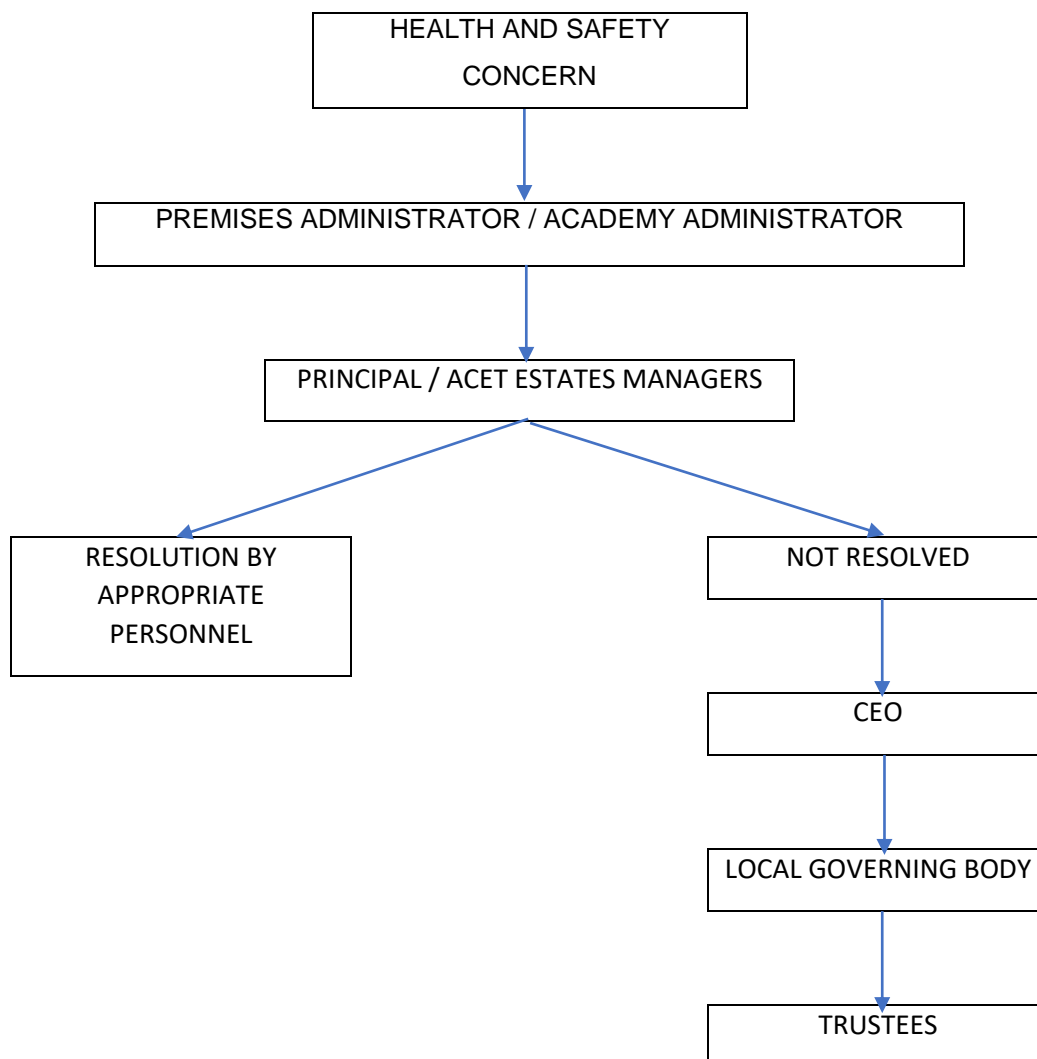 HEALTH AND SAFETY
CONCERN
PREMISES ADMINISTRATOR / ACADEMY ADMINISTRATOR
PRINCIPAL / ACET ESTATES MANAGERS
RESOLUTION BY
APPROPRIATE
PERSONNEL
NOT RESOLVED
CEO
LOCAL GOVERNING BODY
TRUSTEES